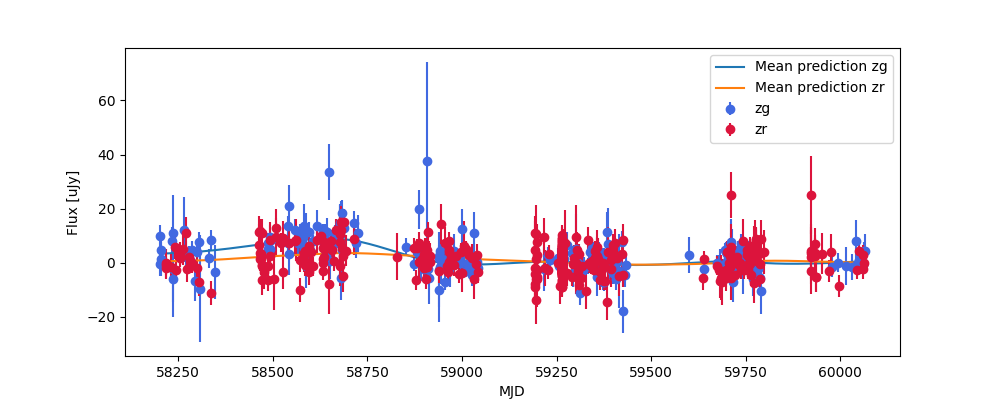 Mean prediction zg
Mean prediction zr
zg
zr
60
40
20
0
−20
Flux [uJy]
58250 58500 58750 59000 59250 59500 59750 60000
MJD